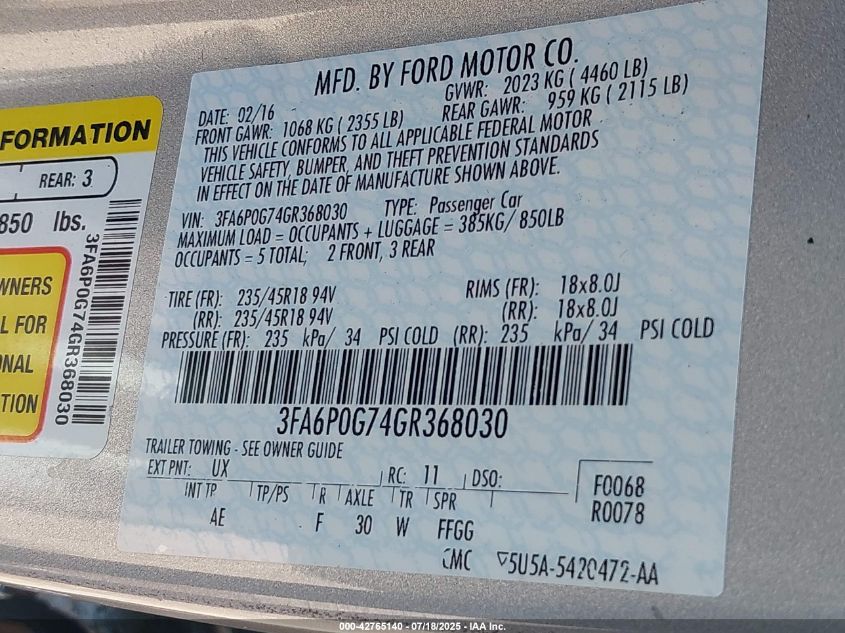 FORMATION
REAR: 3
850 lbs.
WNERS
L FOR
ONAL
TION
3FA6P0G74GR368030
MFD. BY FORD MOTOR CO.
DATE: 02/16 GVWR: 2023 KG ( 4460 LB)
FRONT GAWR: 1068 KG ( 2355 LB) REAR GAWR: 959 KG ( 2115 LB)
THIS VEHICLE CONFORMS TO ALL APPLICABLE FEDERAL MOTOR
VEHICLE SAFETY, BUMPER, AND THEFT PREVENTION STANDARDS
IN EFFECT ON THE DATE OF MANUFACTURE SHOWN ABOVE.
VIN: 3FA6P0G74GR368030 TYPE: Passenger Car
MAXIMUM LOAD = OCCUPANTS + LUGGAGE = 385KG/ 850LB
OCCUPANTS = 5 TOTAL; 2 FRONT, 3 REAR
TIRE (FR): 235/45R18 94V RIMS (FR): 18x8.0J
(RR): 235/45R18 94V (RR): 18x8.0J
PRESSURE (FR): 235 kPa/ 34 PSI COLD (RR): 235 kPa/ 34 PSI COLD
3FA6P0G74GR368030
TRAILER TOWING - SEE OWNER GUIDE
EXT PNT: UX RC: 11 DSO:
INT TP TP/PS R AXLE TR SPR F0068
AE F 30 W FFGG R0078
CMC 5U5A-5420472-AA
000-42765140 - 07/18/2025 - IAA Inc.